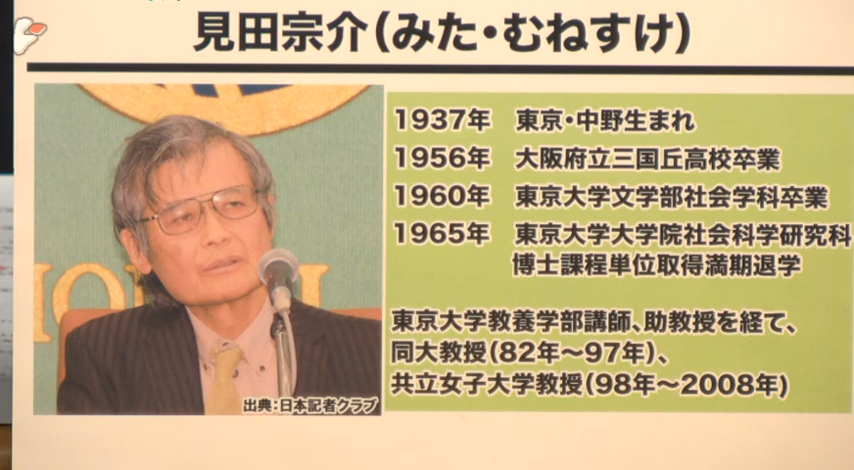 見田宗介(みた・むねすけ)
1937年 東京・中野生まれ
1956年 大阪府立三国丘高校卒業
1960年 東京大学文学部社会学科卒業
1965年 東京大学大学院社会科学研究科
博士課程単位取得満期退学
東京大学教養学部講師、助教授を経て、
同大教授(82年〜97年)、
共立女子大学教授(98年〜2008年)
出典:日本記者クラブ